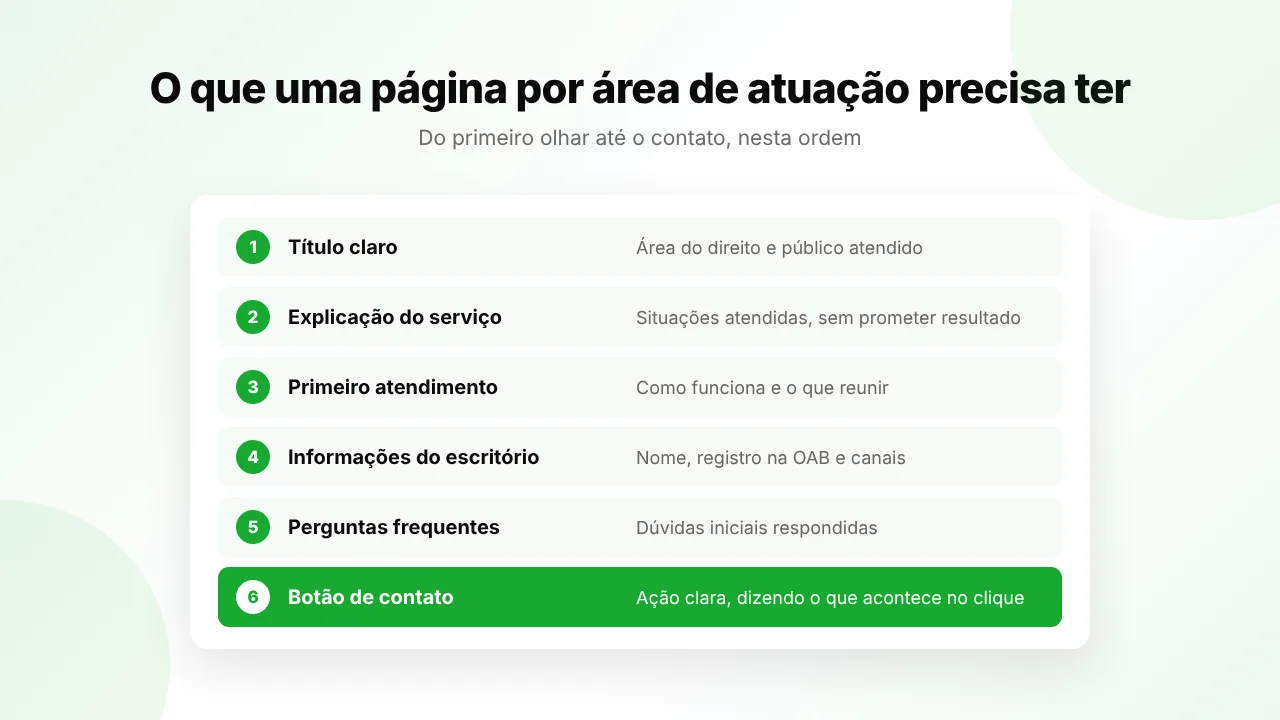 O que uma página por área de atuação precisa ter
Do primeiro olhar até o contato, nesta ordem
1 Título claro Área do direito e público atendido
2 Explicação do serviço Situações atendidas, sem prometer resultado
3 Primeiro atendimento Como funciona e o que reunir
4 Informações do escritório Nome, registro na OAB e canais
5 Perguntas frequentes Dúvidas iniciais respondidas
6 Botão de contato Ação clara, dizendo o que acontece no clique